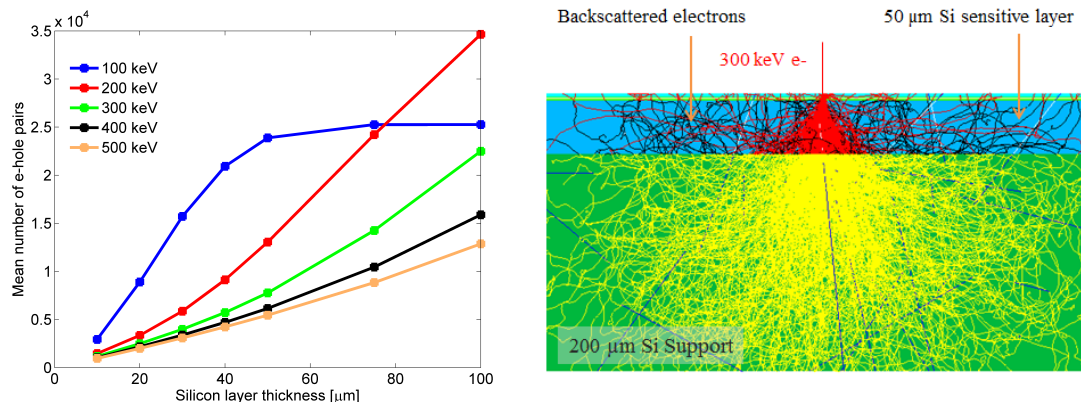 x 10⁴
3.5
3
2.5
2
1.5
1
0.5
0
0
20
40
60
80
100
Mean number of e-hole pairs
Silicon layer thickness [μm]
100 keV
200 keV
300 keV
400 keV
500 keV
Backscattered electrons
50 µm Si sensitive layer
300 keV e-
200 µm Si Support